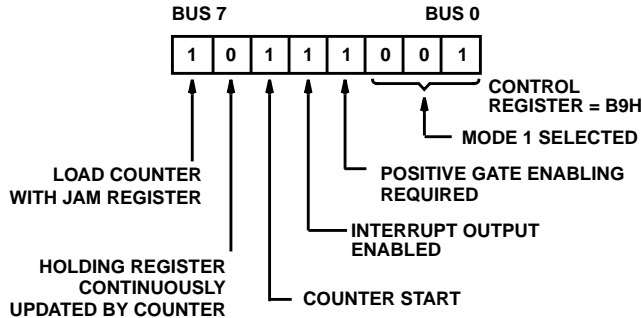 BUS 7 BUS 0
1 0 1 1 1 0 0 1
CONTROL
REGISTER = B9H
MODE 1 SELECTED
LOAD COUNTER
WITH JAM REGISTER
POSITIVE GATE ENABLING
REQUIRED
INTERRUPT OUTPUT
ENABLED
HOLDING REGISTER
CONTINUOUSLY
UPDATED BY COUNTER
COUNTER START